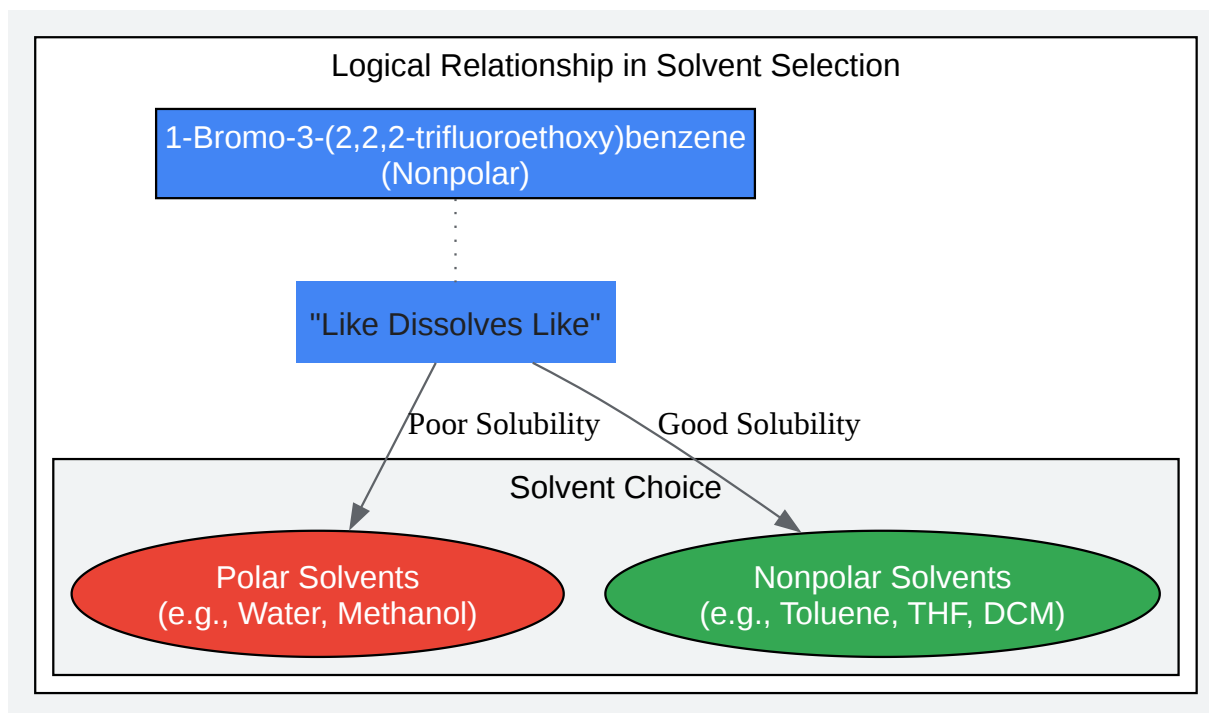 Logical Relationship in Solvent Selection
1-Bromo-3-(2,2,2-trifluoroethoxy)benzene
(Nonpolar)
"Like Dissolves Like"
Poor Solubility
Good Solubility
Solvent Choice
Polar Solvents
(e.g., Water, Methanol)
Nonpolar Solvents
(e.g., Toluene, THF, DCM)